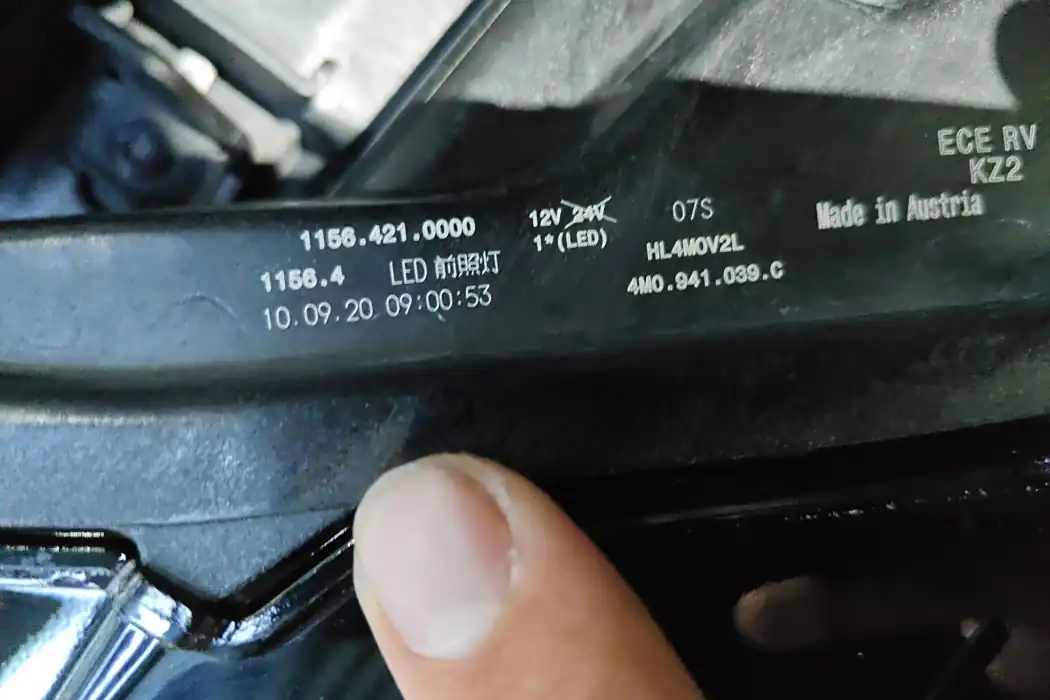 1156.421.0000
1156.4 LED 前照灯
10.09.20 09:00:53
12V 24V
1*(LED)
07S
HL4M0V2L
4M0.941.039.C
ECE RV
KZ2
Made in Austria